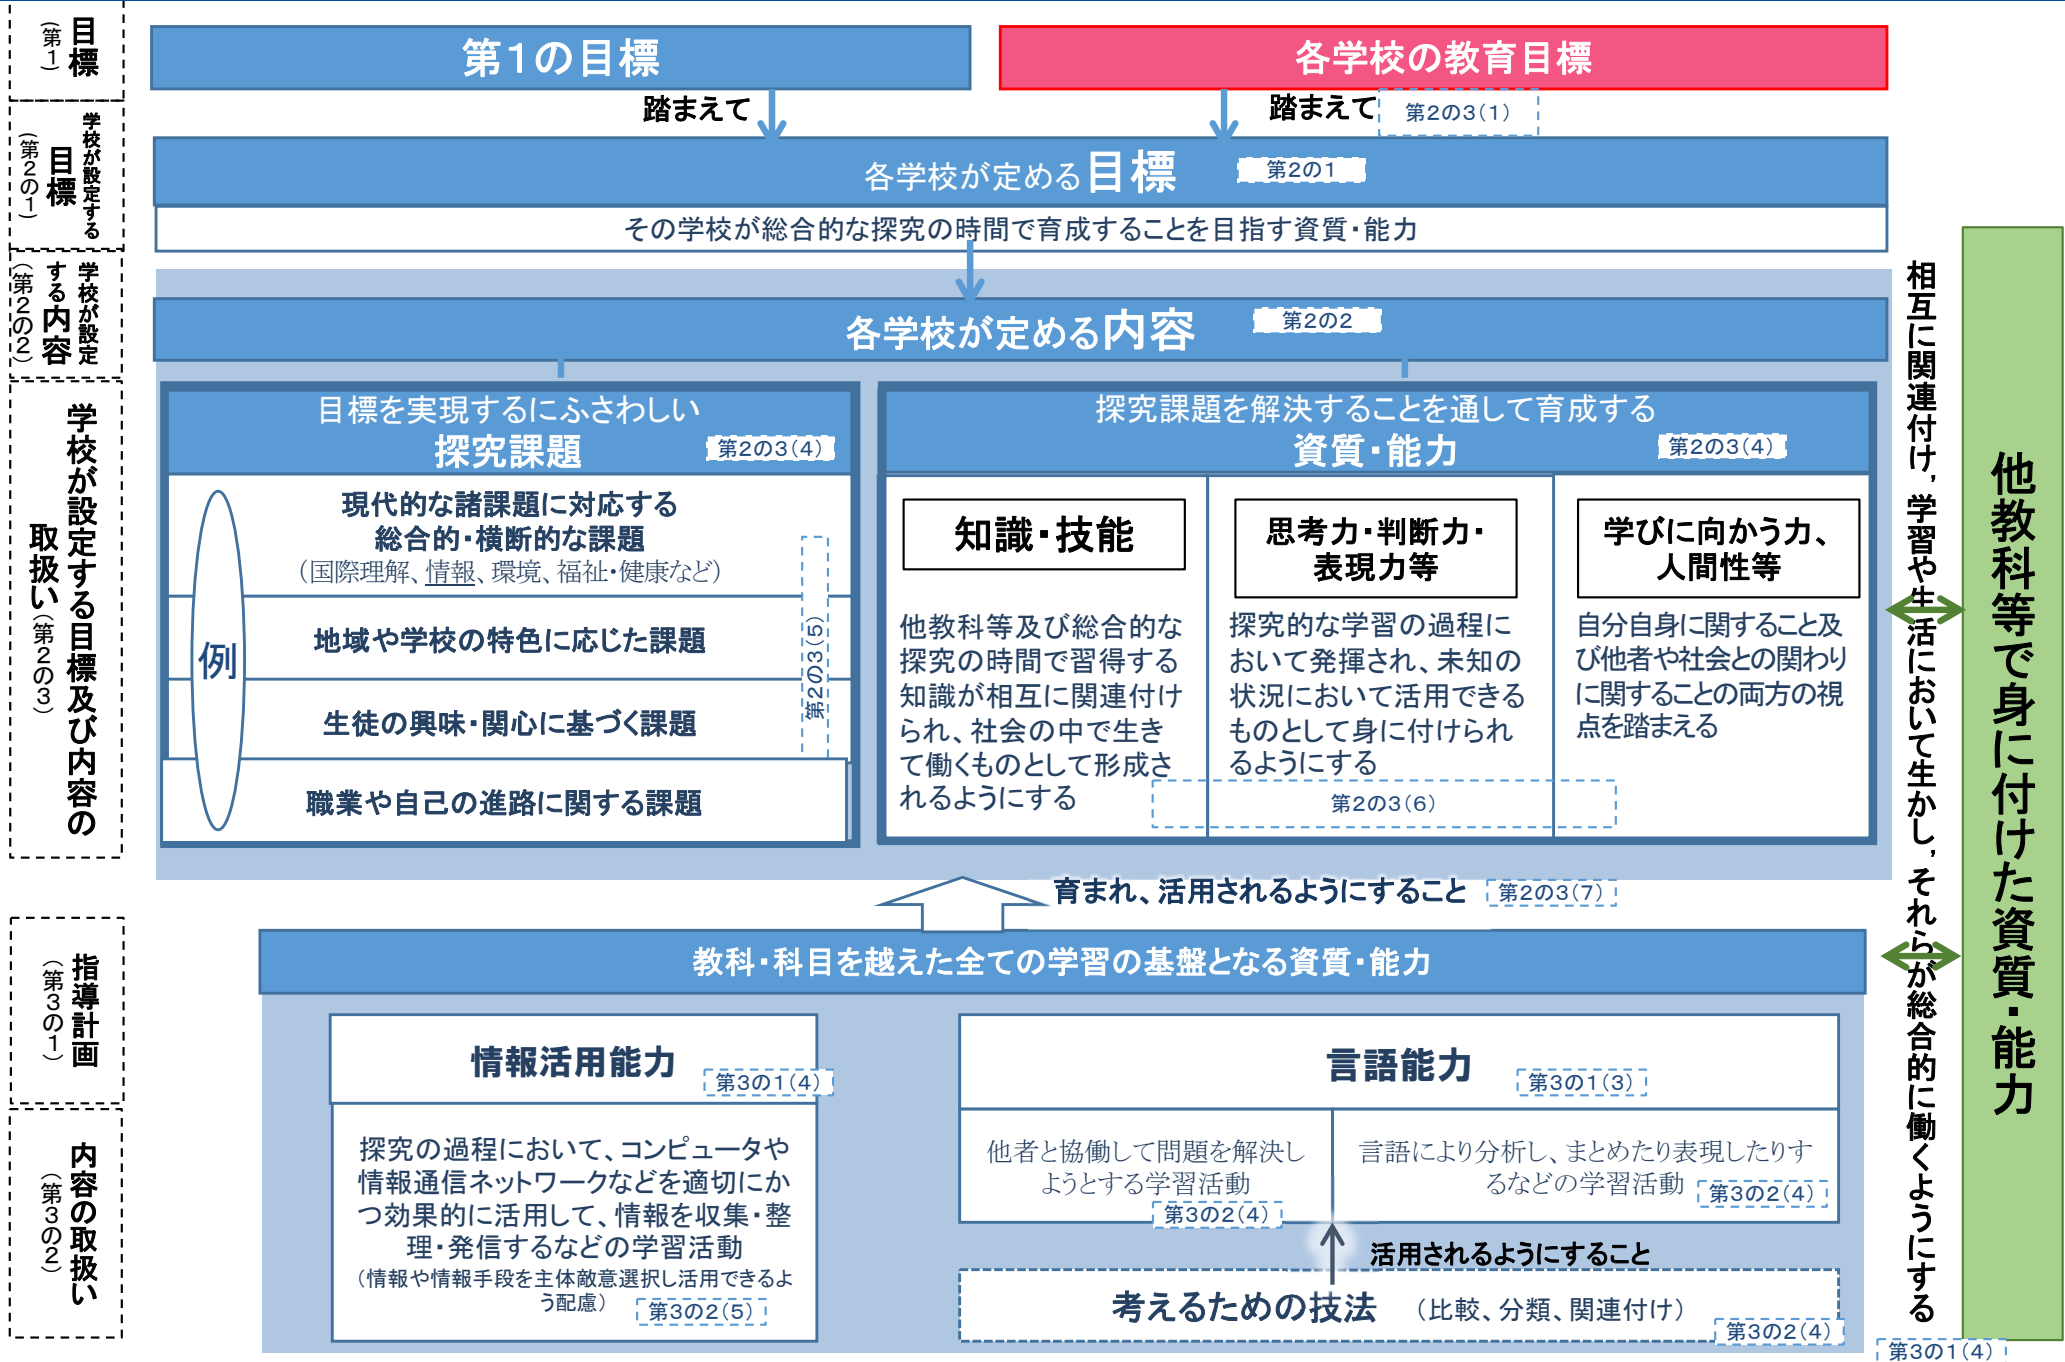 目標
（第１）
第１の目標
各学校の教育目標
踏まえて
踏まえて
第２の３（１）
学校が設定する
目標
（第２の１）
各学校が定める目標
第２の１
その学校が総合的な探究の時間で育成することを目指す資質・能力
学校が設定
する内容
（第２の２）
各学校が定める内容
第２の２
学校が設定する目標及び内容の
取扱い（第２の３）
目標を実現するにふさわしい
探究課題
第２の３（４）
例
現代的な諸課題に対応する
総合的・横断的な課題
（国際理解、情報、環境、福祉・健康など）
地域や学校の特色に応じた課題
生徒の興味・関心に基づく課題
職業や自己の進路に関する課題
第２の３（５）
探究課題を解決することを通して育成する
資質・能力
第２の３（４）
知識・技能
他教科等及び総合的な
探究の時間で習得する
知識が相互に関連付け
られ、社会の中で生き
て働くものとして形成さ
れるようにする
思考力・判断力・
表現力等
探究的な学習の過程に
おいて発揮され、未知の
状況において活用できる
ものとして身に付けられ
るようにする
学びに向かう力、
人間性等
自分自身に関すること及
び他者や社会との関わり
に関することの両方の視
点を踏まえる
第２の３（６）
育まれ、活用されるようにすること
第２の３（７）
指導計画
（第３の１）
教科・科目を越えた全ての学習の基盤となる資質・能力
内容の取扱い
（第３の２）
情報活用能力
第３の１（４）
探究の過程において、コンピュータや
情報通信ネットワークなどを適切にか
つ効果的に活用して、情報を収集・整
理・発信するなどの学習活動
（情報や情報手段を主体敵意選択し活用できるよ
う配慮）
第３の２（５）
言語能力
第３の１（３）
他者と協働して問題を解決し
ようとする学習活動
第３の２（４）
言語により分析し、まとめたり表現したりす
るなどの学習活動
第３の２（４）
活用されるようにすること
考えるための技法　（比較、分類、関連付け）
第３の２（４）
相互に関連付け，学習や生活において生かし，それらが総合的に働くようにする
他教科等で身に付けた資質・能力
第３の１（４）